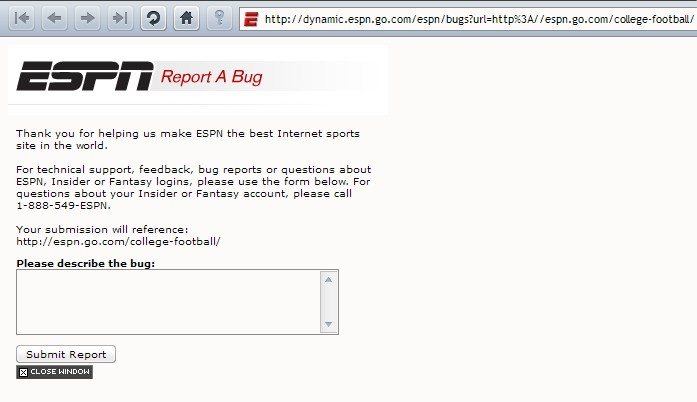 http://dynamic.espn.go.com/espn/bugs?url=http%3A//espn.go.com/college-football/
ESPN Report A Bug
Thank you for helping us make ESPN the best Internet sports
site in the world.
For technical support, feedback, bug reports or questions about
ESPN, Insider or Fantasy logins, please use the form below. For
questions about your Insider or Fantasy account, please call
1-888-549-ESPN.
Your submission will reference:
http://espn.go.com/college-football/
Please describe the bug:
Submit Report
CLOSE WINDOW